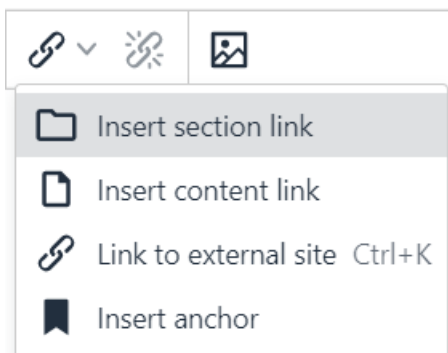 Insert section link
Insert content link
Link to external site Ctrl+K
Insert anchor